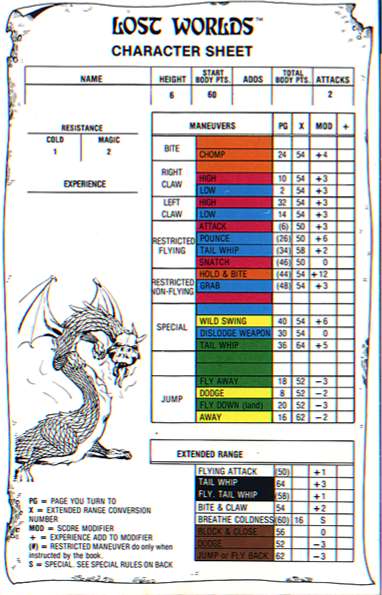 LOST WORLDS™
CHARACTER SHEET
NAME HEIGHT START BODY PTS. ADDS TOTAL BODY PTS. ATTACKS
6 60 2
RESISTANCE
COLD MAGIC
1 2
EXPERIENCE
MANEUVERS PG X MOD +
BITE
CHOMP 24 54 +4
RIGHT CLAW
HIGH 10 54 +3
LOW 2 54 +3
LEFT CLAW
HIGH 32 54 +3
LOW 14 54 +3
RESTRICTED FLYING
ATTACK (6) 50 +3
POUNCE (26) 50 +6
TAIL WHIP (34) 58 +2
SNATCH (46) 50 0
RESTRICTED NON-FLYING
HOLD & BITE (44) 54 +12
GRAB (48) 54 +3
SPECIAL
WILD SWING 40 54 +6
DISLODGE WEAPON 30 54 0
TAIL WHIP 36 64 +5
JUMP
FLY AWAY 18 52 −3
DODGE 8 52 −2
FLY DOWN (land) 20 52 −3
AWAY 16 62 −2
EXTENDED RANGE
FLYING ATTACK (50) +1
TAIL WHIP 64 +3
FLY. TAIL WHIP (58) +1
BITE & CLAW 54 +2
BREATHE COLDNESS (60) 16 S
BLOCK & CLOSE 56 0
DODGE 52 −3
JUMP or FLY BACK 62 −3
PG = PAGE YOU TURN TO
X = EXTENDED RANGE CONVERSION
NUMBER
MOD = SCORE MODIFIER
+ = EXPERIENCE ADD TO MODIFIER
(#) = RESTRICTED MANEUVER do only when
instructed by the book.
S = SPECIAL. SEE SPECIAL RULES ON BACK